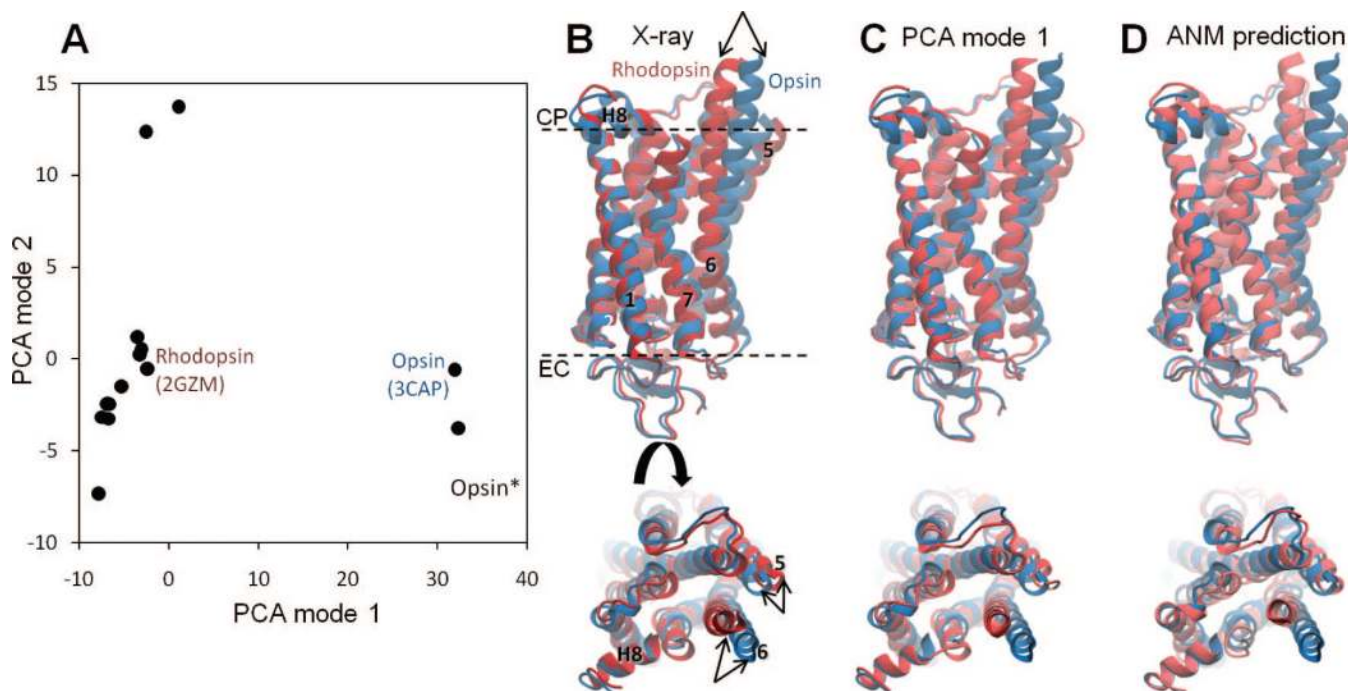 A
PCA mode 2
15
10
5
0
-5
-10
-10
0
10
20
30
40
PCA mode 1
Rhodopsin
(2GZM)
Opsin
(3CAP)
Opsin*
B
X-ray
Rhodopsin
Opsin
CP
H8
5
6
1
7
2
EC
5
6
H8
C
PCA mode 1
D
ANM prediction